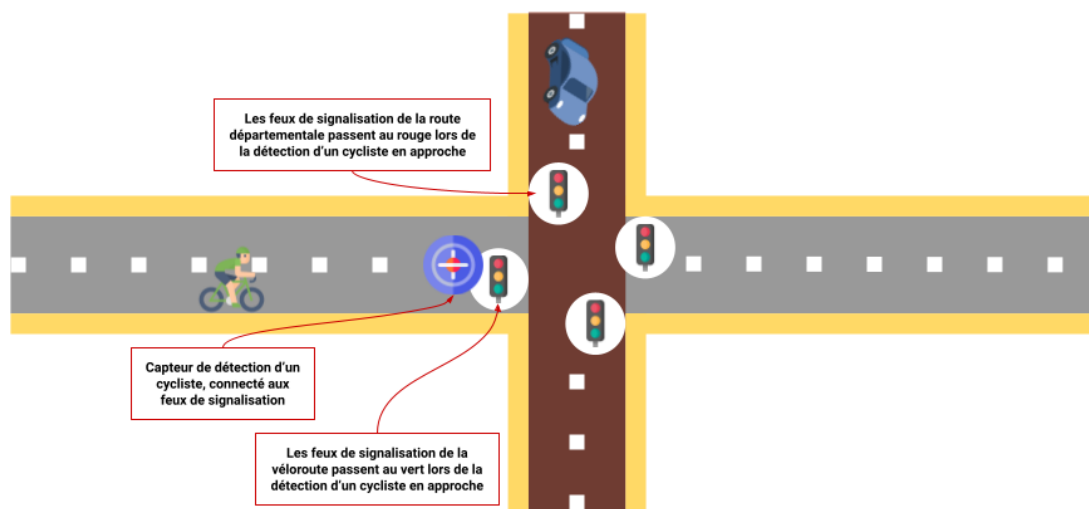 Les feux de signalisation de la route
départementale passent au rouge lors de
la détection d'un cycliste en approche
Capteur de détection d'un
cycliste, connecté aux
feux de signalisation
Les feux de signalisation de la
véloroute passent au vert lors de la
détection d'un cycliste en approche